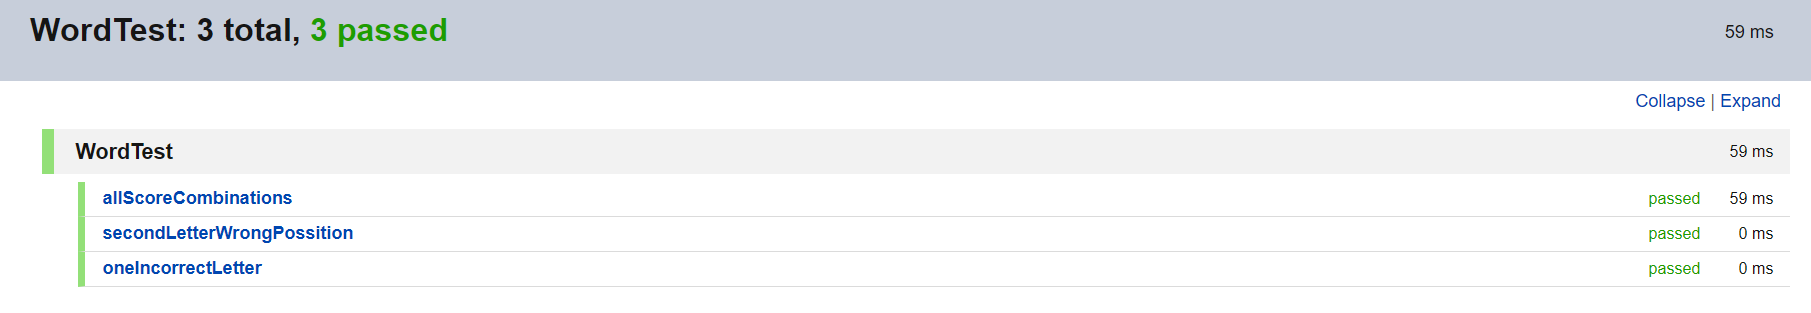 WordTest: 3 total, 3 passed 59 ms
Collapse | Expand
WordTest 59 ms
allScoreCombinations passed 59 ms
secondLetterWrongPossition passed 0 ms
oneIncorrectLetter passed 0 ms